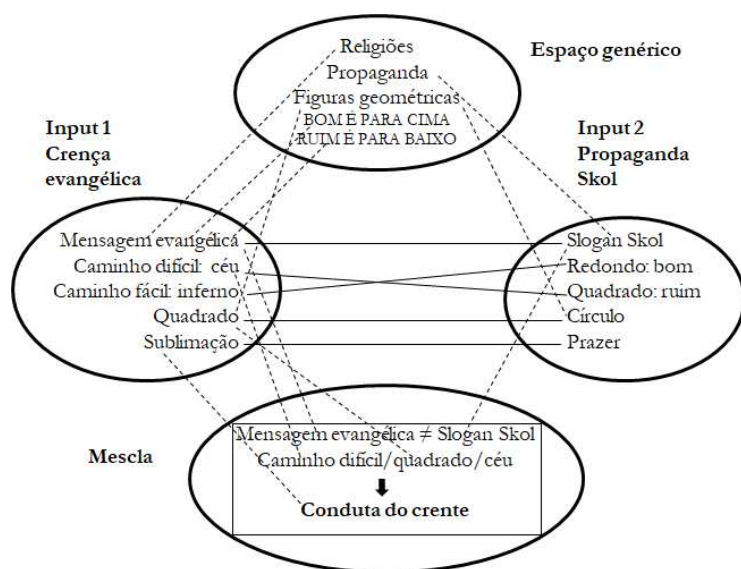 Religiões
Propaganda
Figuras geométricas
BOM É PARA CIMA
RUIM É PARA BAIXO
Espaço genérico
Input 1
Crença
evangélica
Input 2
Propaganda
Skol
Mensagem evangélica
Caminho difícil: céu
Caminho fácil: inferno
Quadrado
Sublimação
Slogan Skol
Redondo: bom
Quadrado: ruim
Círculo
Prazer
Mescla
Mensagem evangélica ≠ Slogan Skol
Caminho difícil/quadrado/céu
Conduta do crente